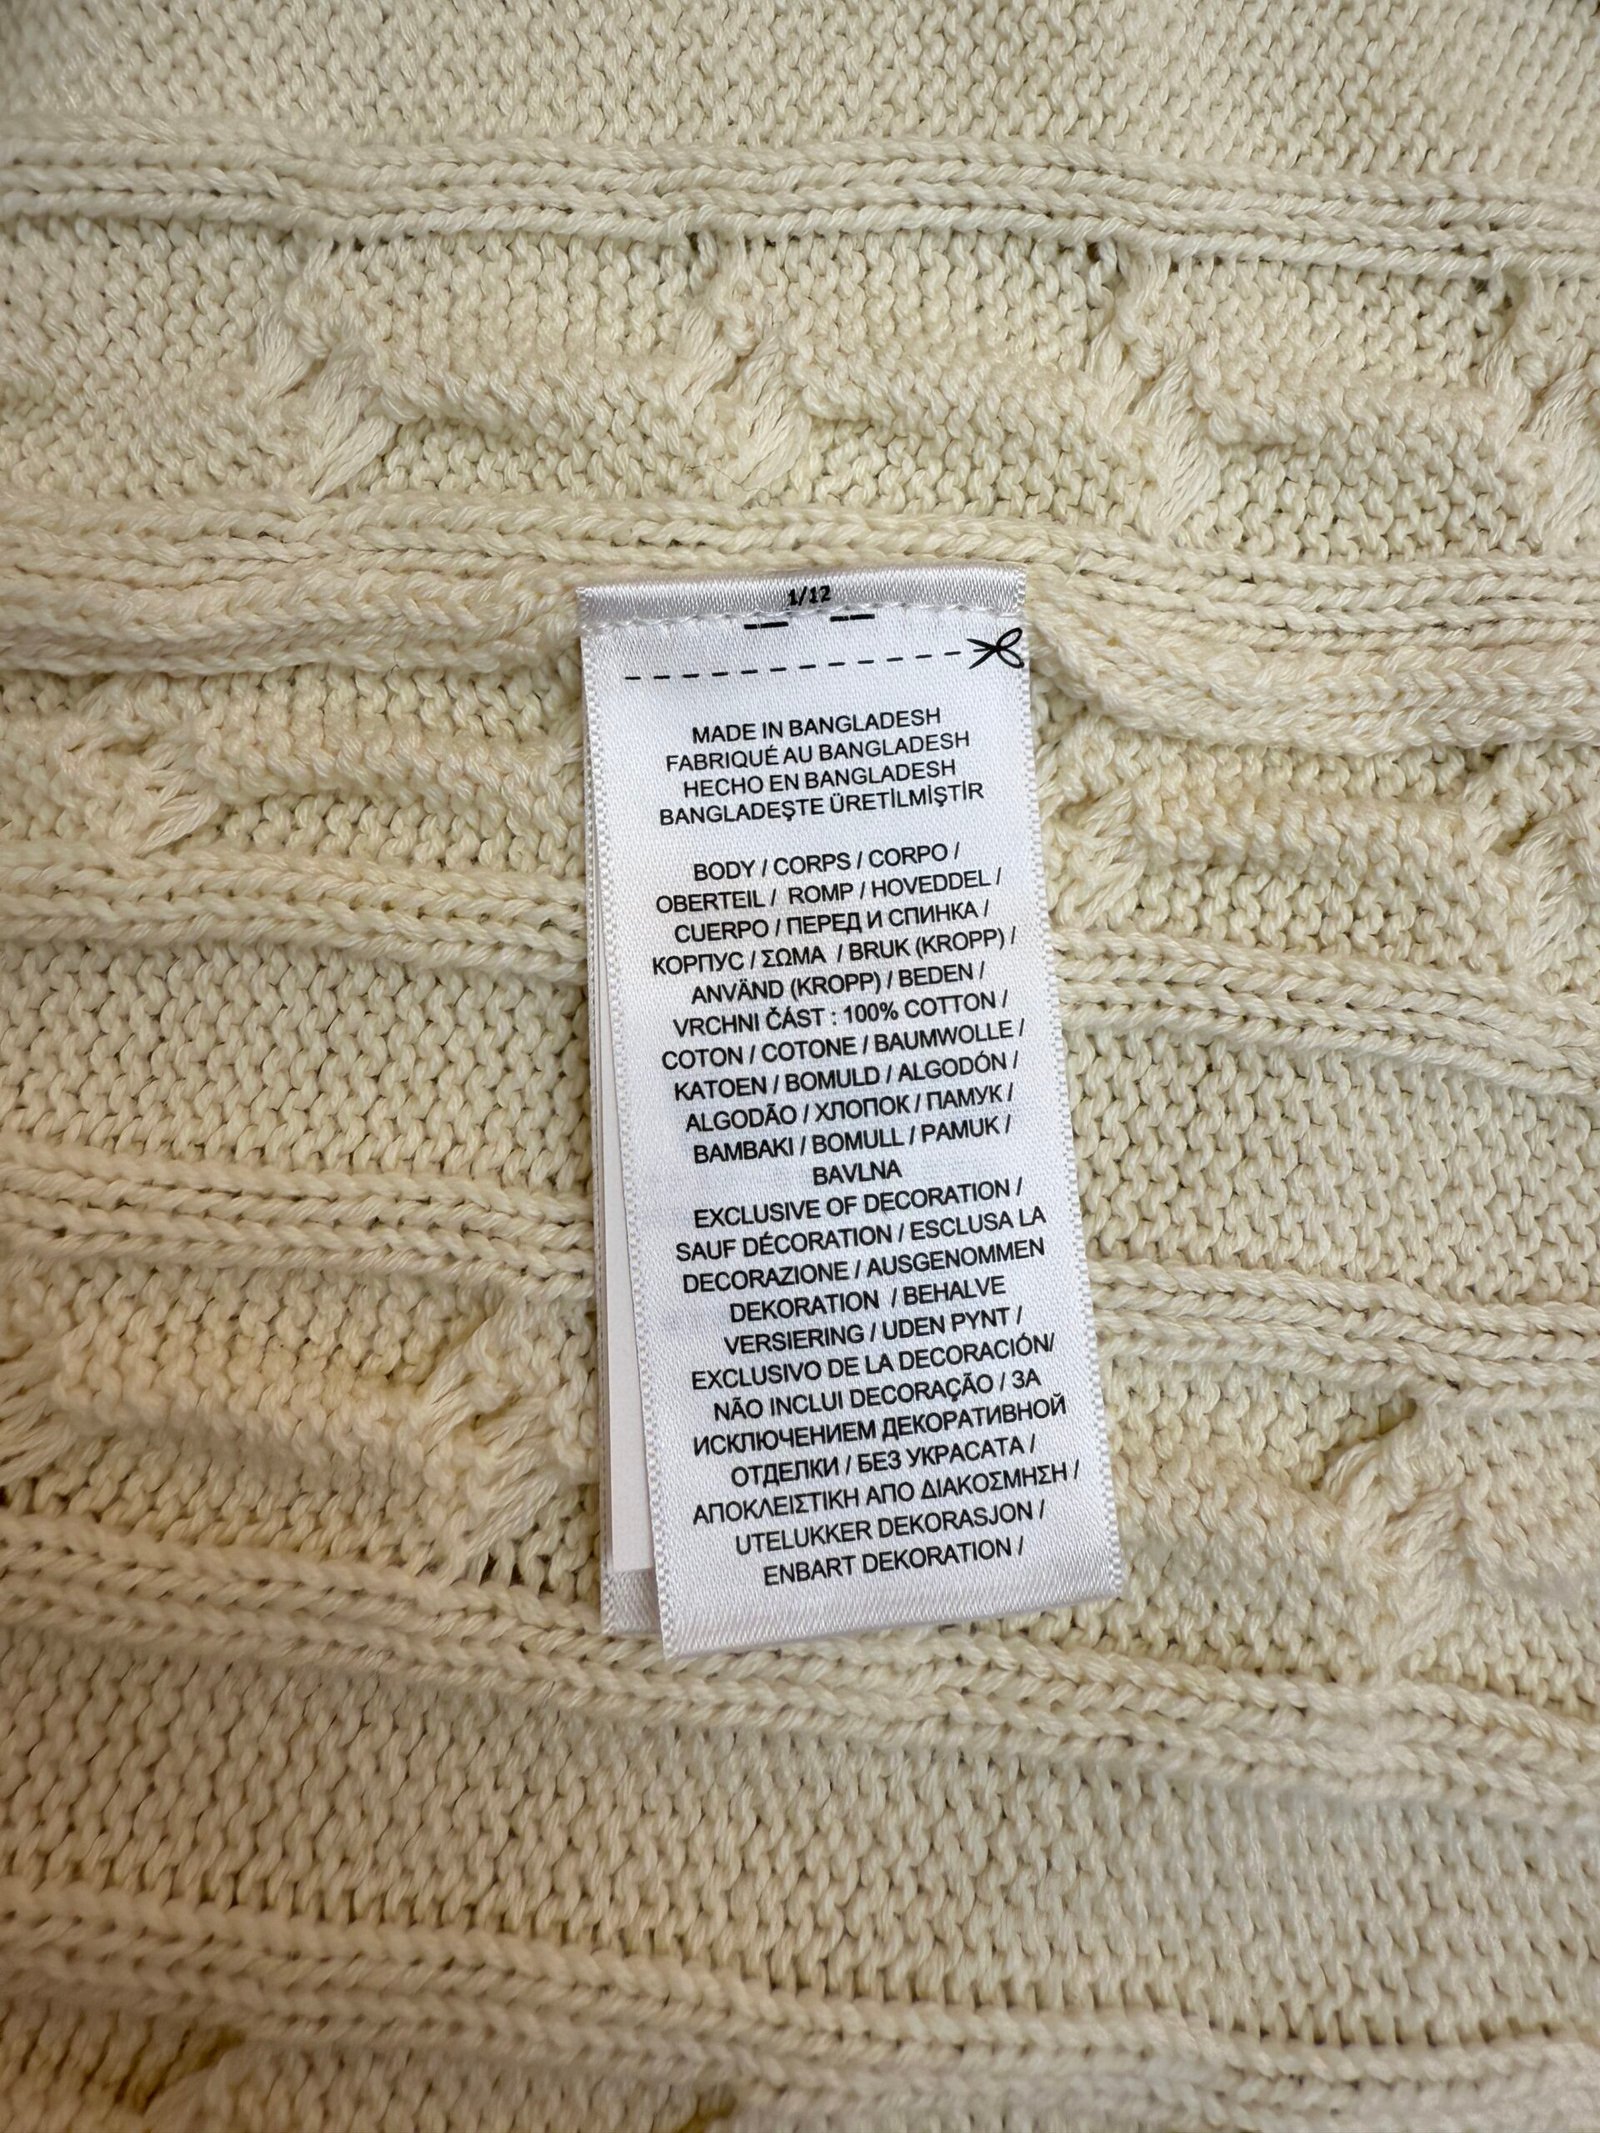 1/12
MADE IN BANGLADESH
FABRIQUÉ AU BANGLADESH
HECHO EN BANGLADESH
BANGLADEŞTE ÜRETİLMİŞTİR
BODY / CORPS / CORPO /
OBERTEIL / ROMP / HOVEDDEL /
CUERPO / ПЕРЕД И СПИНКА /
КОРПУС / ΣΩΜΑ / BRUK (KROPP) /
ANVÄND (KROPP) / BEDEN /
VRCHNI ČÁST : 100% COTTON /
COTON / COTONE / BAUMWOLLE /
KATOEN / BOMULD / ALGODÓN /
ALGODÃO / ХЛОПОК / ПАМУК /
BAMBAKI / BOMULL / PAMUK /
BAVLNA
EXCLUSIVE OF DECORATION /
SAUF DÉCORATION / ESCLUSA LA
DECORAZIONE / AUSGENOMMEN
DEKORATION / BEHALVE
VERSIERING / UDEN PYNT /
EXCLUSIVO DE LA DECORACIÓN/
NÃO INCLUI DECORAÇÃO / ЗА
ИСКЛЮЧЕНИЕМ ДЕКОРАТИВНОЙ
ОТДЕЛКИ / БЕЗ УКРАСАТА /
ΑΠΟΚΛΕΙΣΤΙΚΗ ΑΠΟ ΔΙΑΚΟΣΜΗΣΗ /
UTELUKKER DEKORASJON /
ENBART DEKORATION /